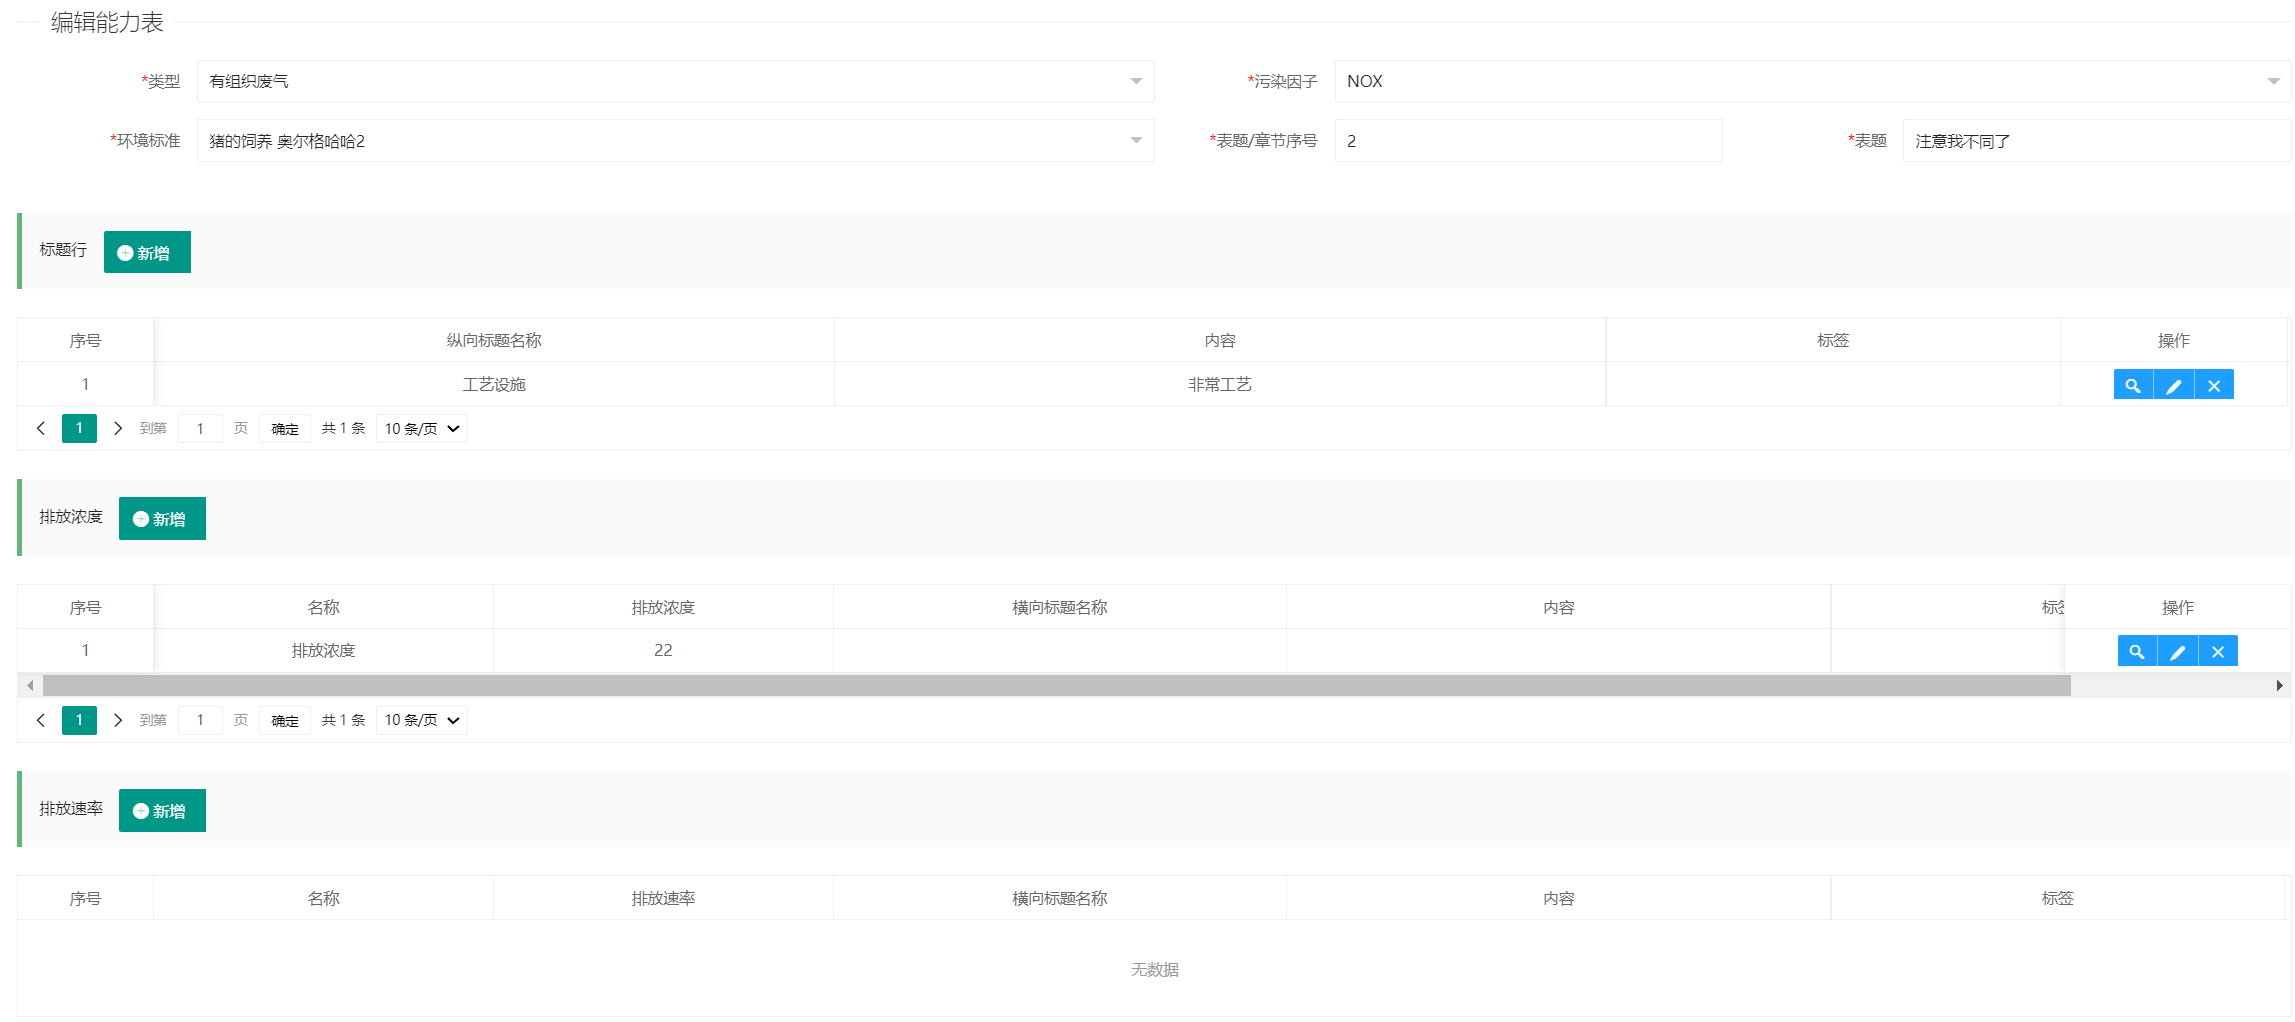 编辑能力表
*类型 有组织废气 *污染因子 NOX
*环境标准 猪的饲养 奥尔格哈哈2 *表题/章节序号 2 *表题 注意我不同了
标题行 新增
序号 纵向标题名称 内容 标签 操作
1 工艺设施 非常工艺
1 到第 1 页 确定 共 1 条 10 条/页
排放浓度 新增
序号 名称 排放浓度 横向标题名称 内容 标签 操作
1 排放浓度 22
1 到第 1 页 确定 共 1 条 10 条/页
排放速率 新增
序号 名称 排放速率 横向标题名称 内容 标签
无数据